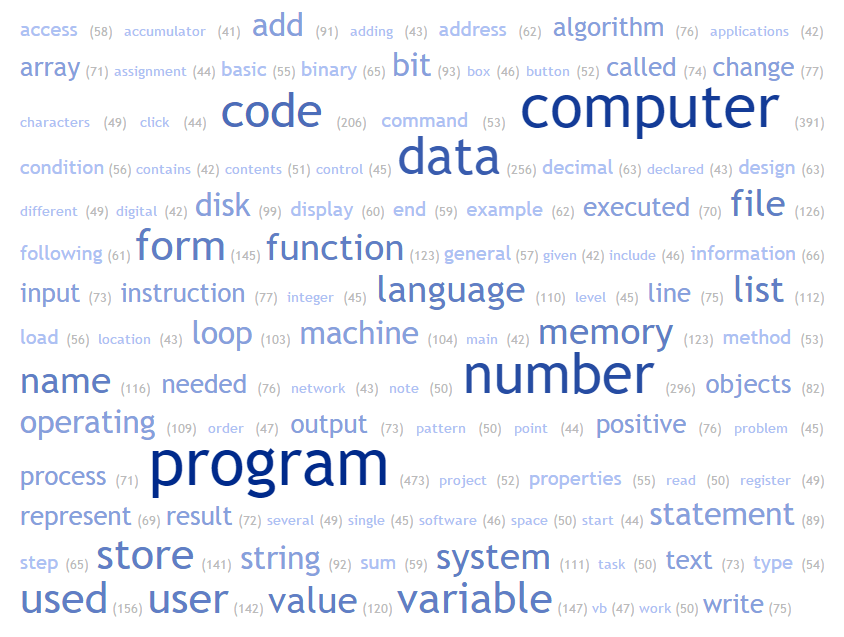 access (58) accumulator (41) add (91) adding (43) address (62) algorithm (76) applications (42)
array (71) assignment (44) basic (55) binary (65) bit (93) box (46) button (52) called (74) change (77)
characters (49) click (44) code (206) command (53) computer (391)
condition (56) contains (42) contents (51) control (45) data (256) decimal (63) declared (43) design (63)
different (49) digital (42) disk (99) display (60) end (59) example (62) executed (70) file (126)
following (61) form (145) function (123) general (57) given (42) include (46) information (66)
input (73) instruction (77) integer (45) language (110) level (45) line (75) list (112)
load (56) location (43) loop (103) machine (104) main (42) memory (123) method (53)
name (116) needed (76) network (43) note (50) number (296) objects (82)
operating (109) order (47) output (73) pattern (50) point (44) positive (76) problem (45)
process (71) program (473) project (52) properties (55) read (50) register (49)
represent (69) result (72) several (49) single (45) software (46) space (50) start (44) statement (89)
step (65) store (141) string (92) sum (59) system (111) task (50) text (73) type (54)
used (156) user (142) value (120) variable (147) vb (47) work (50) write (75)